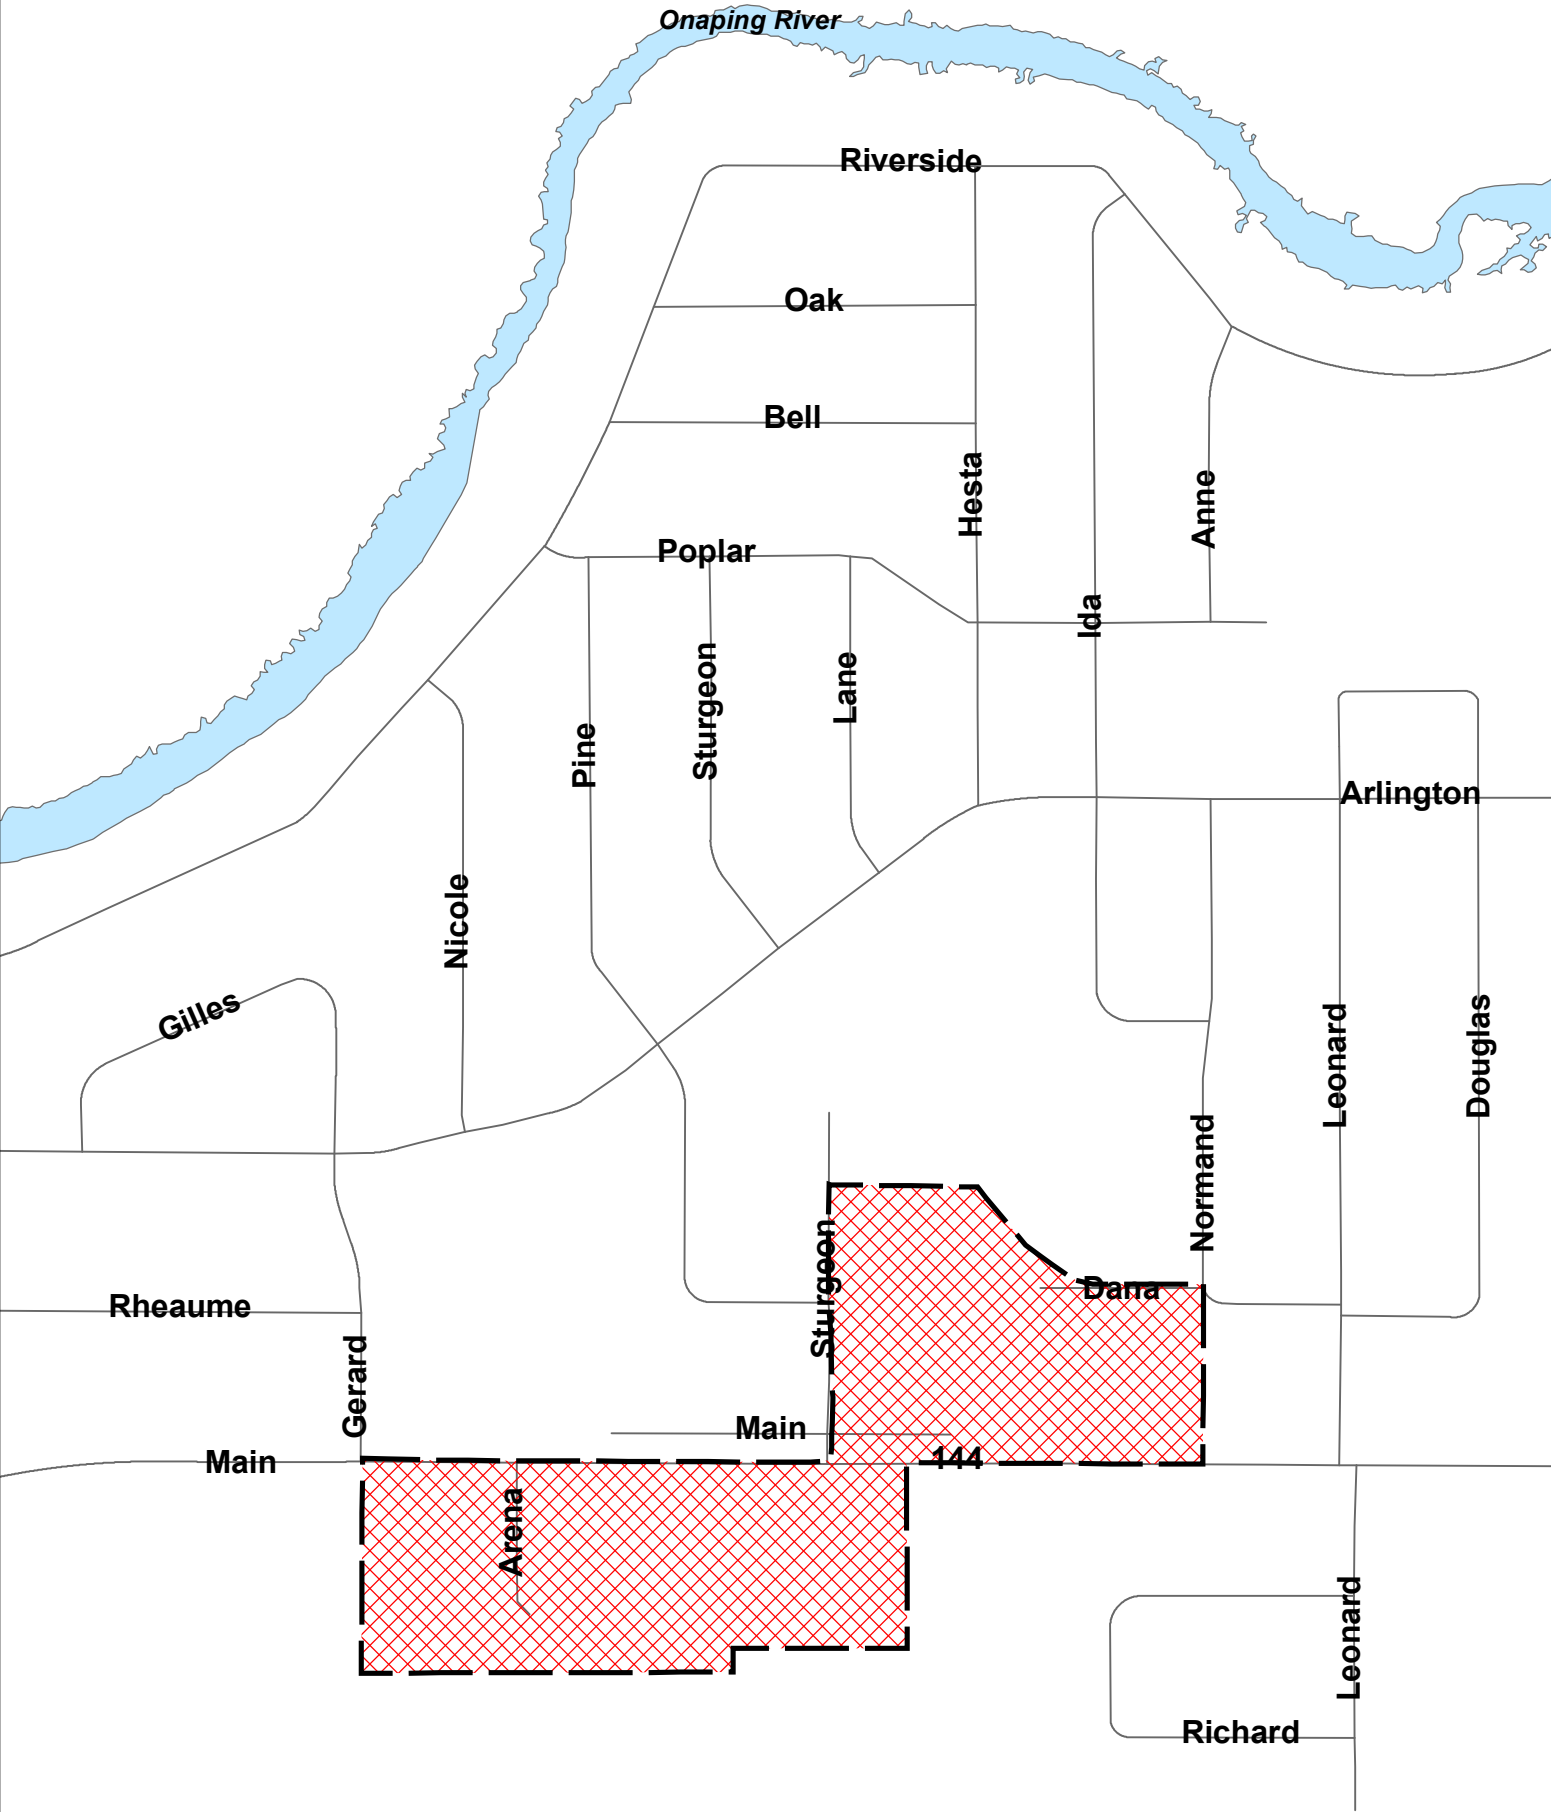 Onaping River
Riverside
Oak
Bell
Hesta
Anne
Poplar
Ida
Sturgeon
Lane
Pine
Arlington
Nicole
Gilles
Leonard
Douglas
Normand
Sturgeon
Dana
Rheaume
Gerard
Main
Main
144
Arena
Leonard
Richard